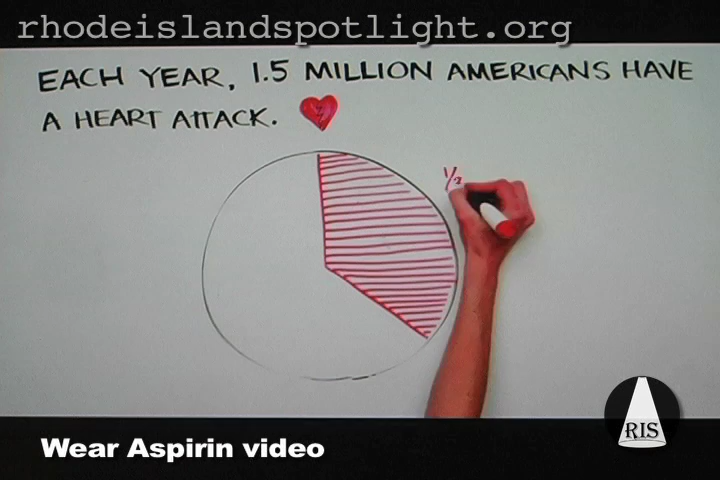 rhodeislandspotlight.org
EACH YEAR, 1.5 MILLION AMERICANS HAVE
A HEART ATTACK.
1/2
RIS
Wear Aspirin video